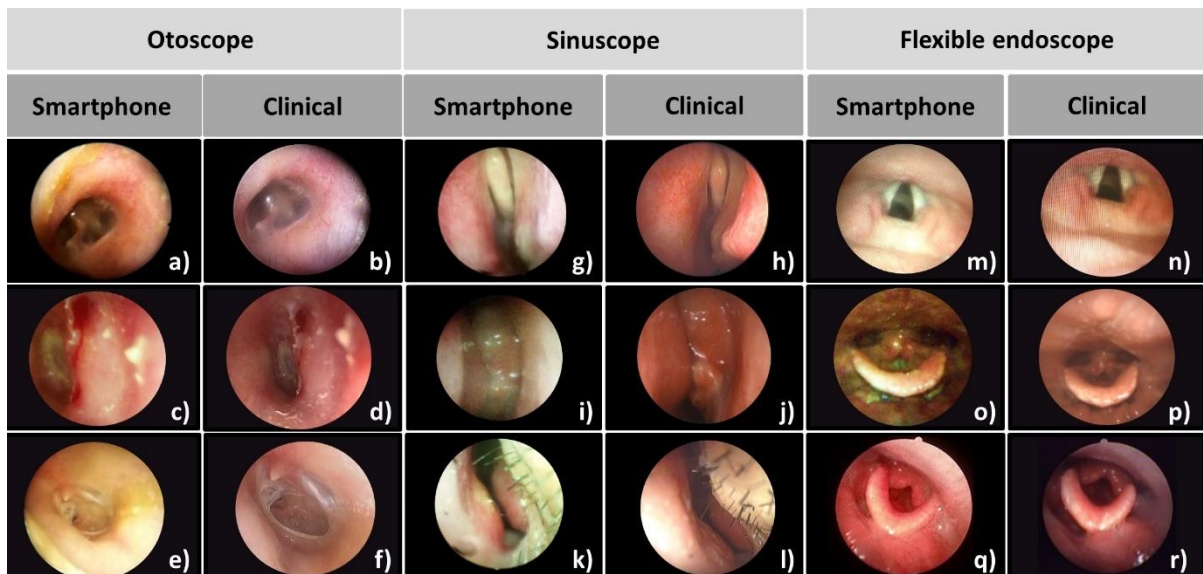 Otoscope Sinuscope Flexible endoscope
Smartphone Clinical Smartphone Clinical Smartphone Clinical
a) b) g) h) m) n)
c) d) i) j) o) p)
e) f) k) l) q) r)